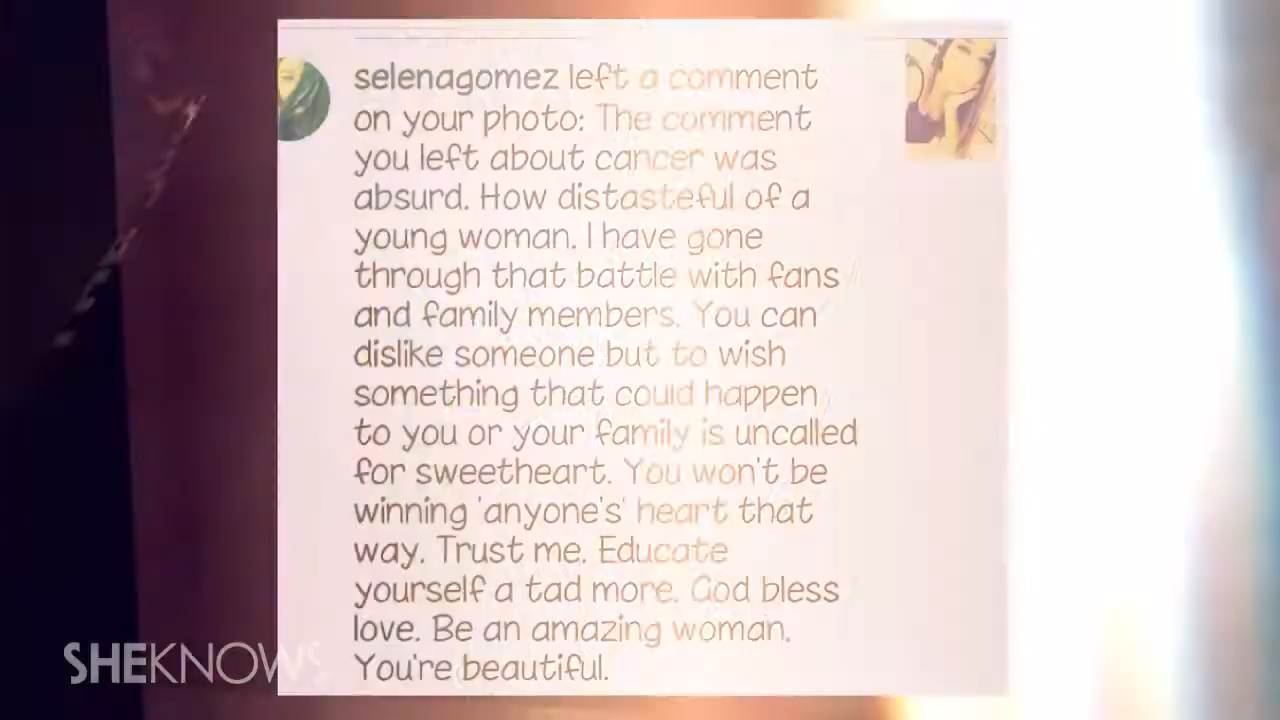 selenagomez left a comment
on your photo: The comment
you left about cancer was
absurd. How distasteful of a
young woman. I have gone
through that battle with fans
and family members. You can
dislike someone but to wish
something that could happen
to you or your family is uncalled
for sweetheart. You won't be
winning 'anyone's' heart that
way. Trust me. Educate
yourself a tad more. God bless
love. Be an amazing woman.
You're beautiful.
SHEKNOWS